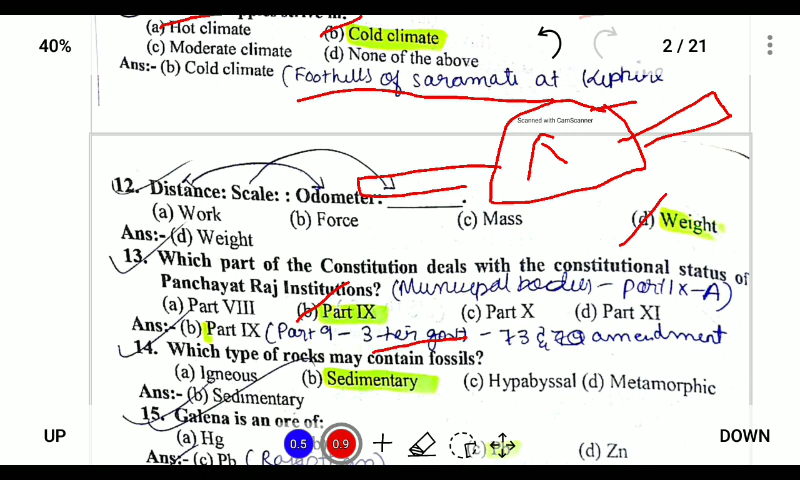 40%
2 / 21
(a) Hot climate (b) Cold climate
(c) Moderate climate (d) None of the above
Ans:- (b) Cold climate (Foothills of Saramati at Kiphire
Scanned with CamScanner
12. Distance: Scale: : Odometer: ________.
(a) Work (b) Force (c) Mass (d) Weight
Ans:- (d) Weight
13. Which part of the Constitution deals with the constitutional status of
Panchayat Raj Institutions? (Municipal bodies - Part IX-A)
(a) Part VIII (b) Part IX (c) Part X (d) Part XI
Ans:- (b) Part IX (Part 9 - 3-tier govt - 73 & amendment
14. Which type of rocks may contain fossils?
(a) Igneous (b) Sedimentary (c) Hypabyssal (d) Metamorphic
Ans:- (b) Sedimentary
15. Galena is an ore of:
UP 0.5 0.9 DOWN
(a) Hg (d) Zn
Ans:- (c) Pb